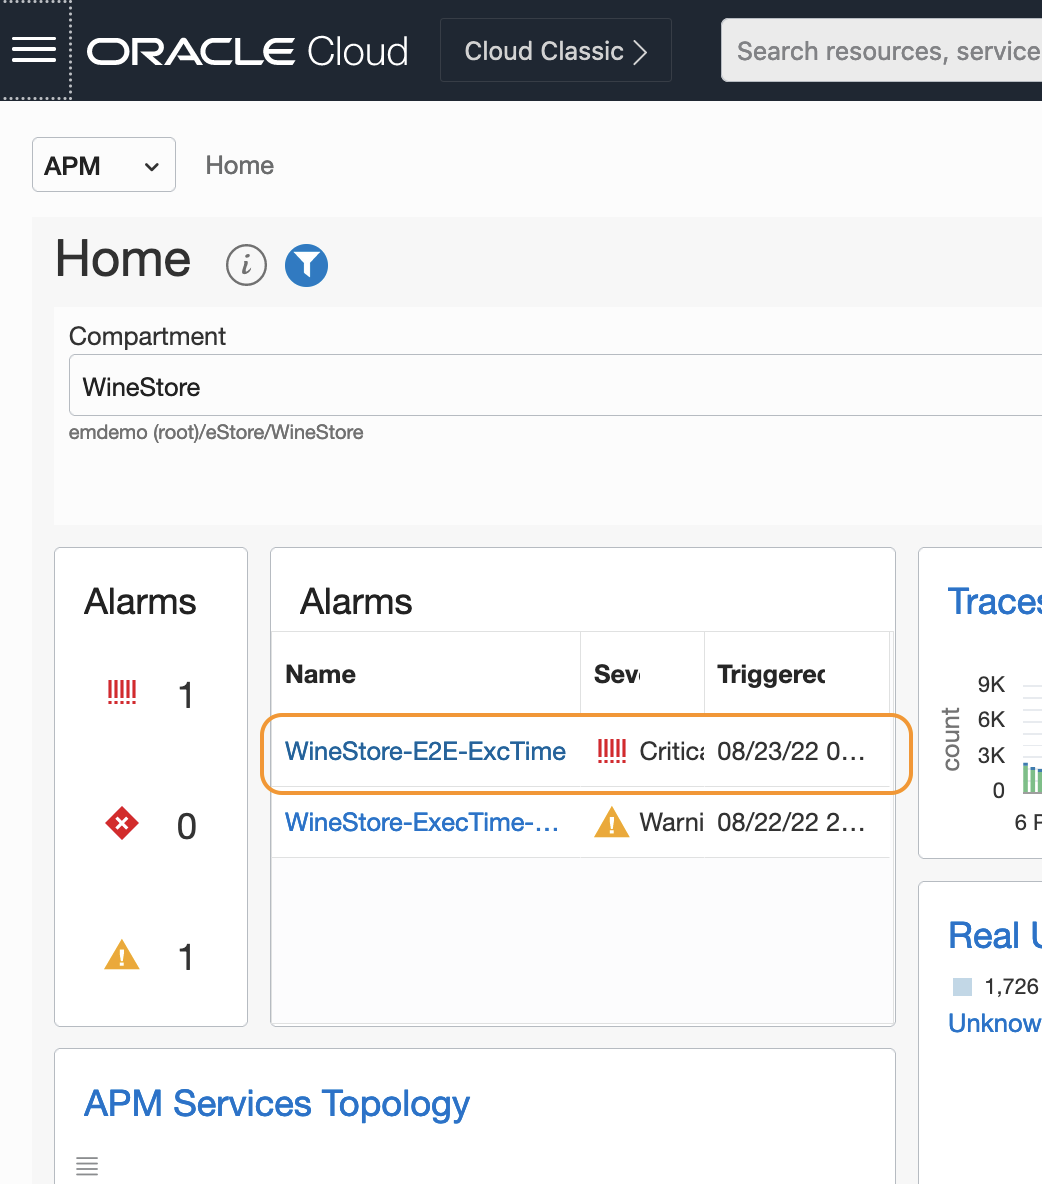 ORACLE Cloud
Cloud Classic
Search resources, service
APM
Home
Home
Compartment
WineStore
emdemo (root)/eStore/WineStore
Alarms
1
0
1
Alarms
Name Seve Triggered
WineStore-E2E-ExcTime Critica 08/23/22 0...
WineStore-ExecTime-... Warni 08/22/22 2...
Traces
count
9K
6K
3K
0
6 P
Real U
1,726
Unknow
APM Services Topology